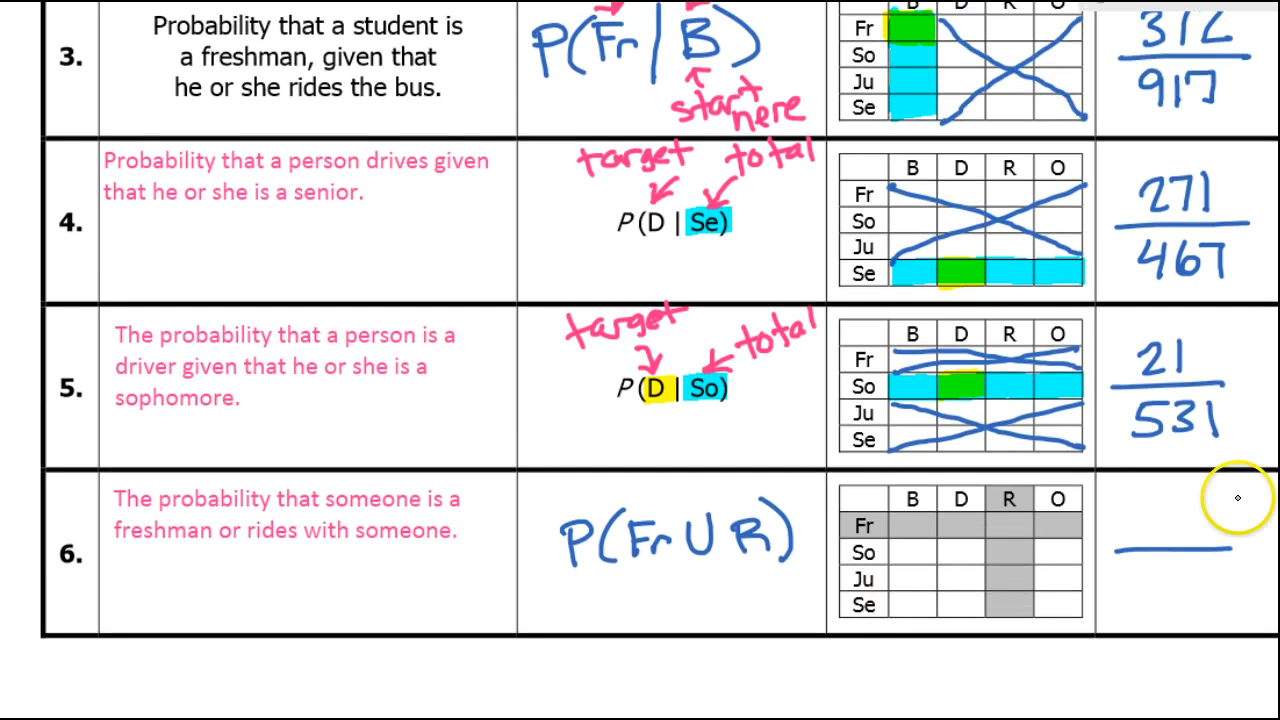 B D R O
3.
Probability that a student is
a freshman, given that
he or she rides the bus.
P(Fr | B)
start
here
Fr
So
Ju
Se
312
917
4.
Probability that a person drives given
that he or she is a senior.
target total
P (D | Se)
B D R O
Fr
So
Ju
Se
271
467
5.
The probability that a person is a
driver given that he or she is a
sophomore.
target total
P (D | So)
B D R O
Fr
So
Ju
Se
21
531
6.
The probability that someone is a
freshman or rides with someone.
P(Fr U R)
B D R O
Fr
So
Ju
Se